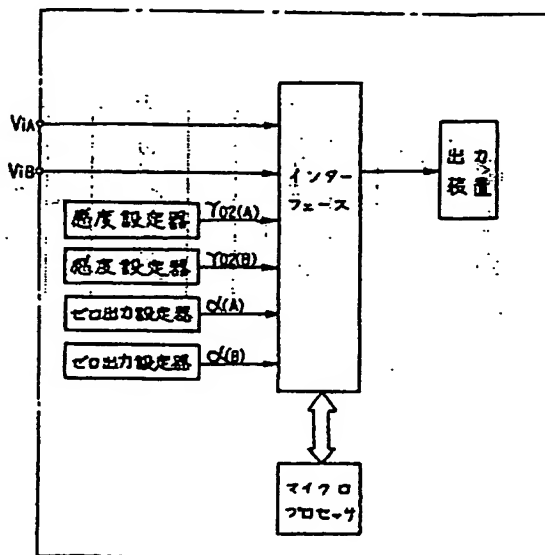 ViA
ViB
インター
フェース
出力
装置
感度設定器
γ02(A)
感度設定器
γ02(B)
ゼロ出力設定器
α(A)
ゼロ出力設定器
α(B)
マイクロ
プロセッサ